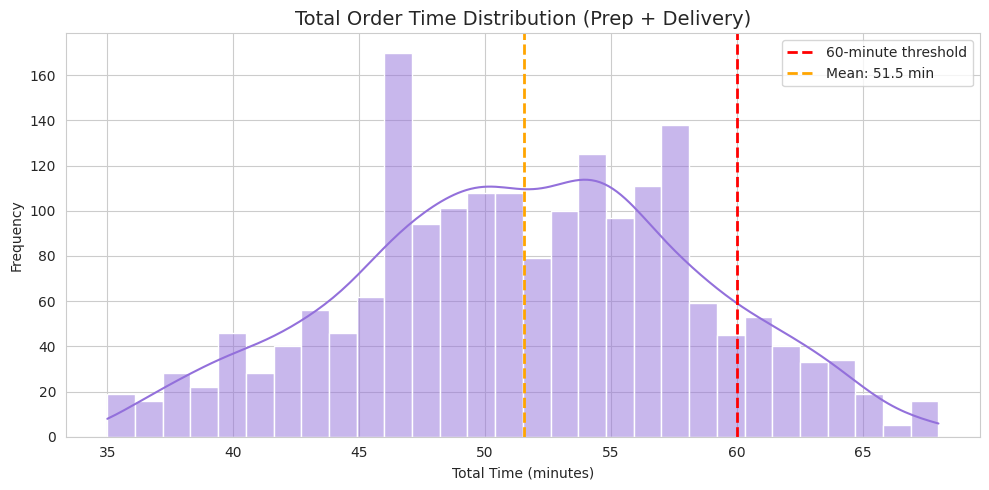 Total Order Time Distribution (Prep + Delivery)
60-minute threshold
Mean: 51.5 min
Frequency
160
140
120
100
80
60
40
20
0
35 40 45 50 55 60 65
Total Time (minutes)